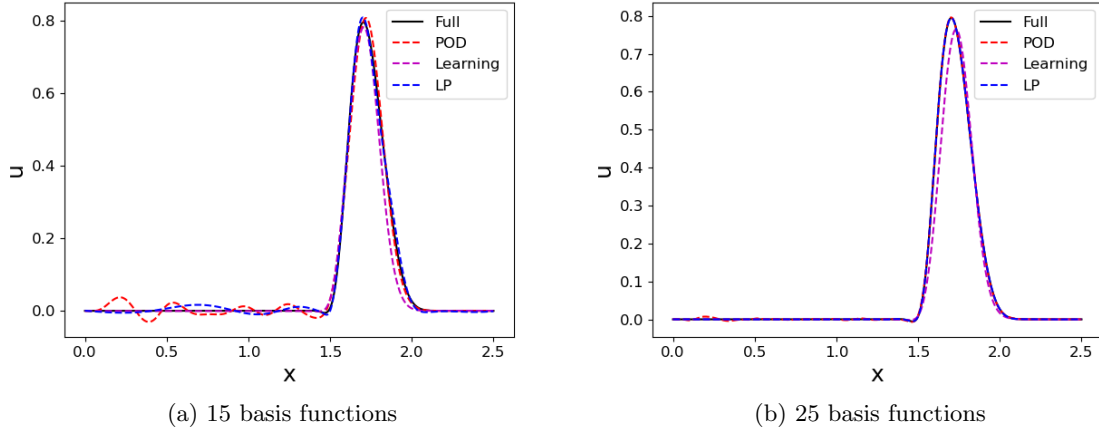 0.8
0.6
0.4
0.2
0.0
u
0.0 0.5 1.0 1.5 2.0 2.5
x
Full
POD
Learning
LP
(a) 15 basis functions
0.8
0.7
0.6
0.5
0.4
0.3
0.2
0.1
0.0
u
0.0 0.5 1.0 1.5 2.0 2.5
x
Full
POD
Learning
LP
(b) 25 basis functions